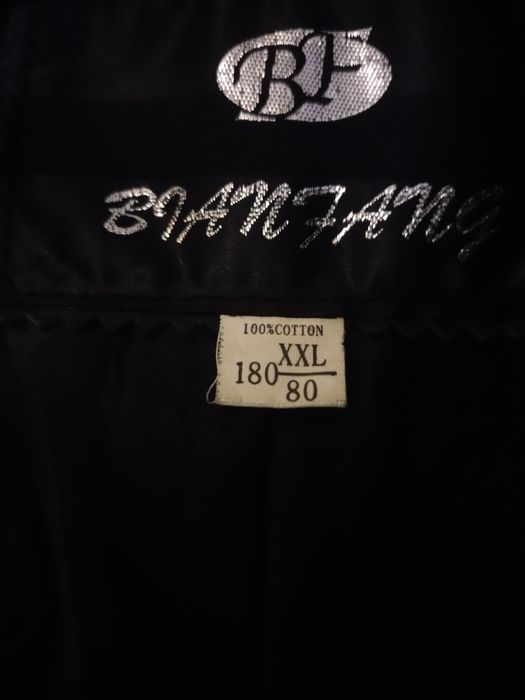 BF
BIANFANG
100%COTTON
XXL
180
80